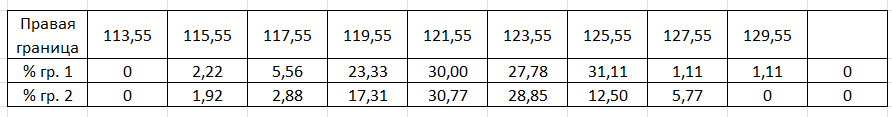 Правая граница 113,55 115,55 117,55 119,55 121,55 123,55 125,55 127,55 129,55
% гр. 1 0 2,22 5,56 23,33 30,00 27,78 31,11 1,11 1,11 0
% гр. 2 0 1,92 2,88 17,31 30,77 28,85 12,50 5,77 0 0